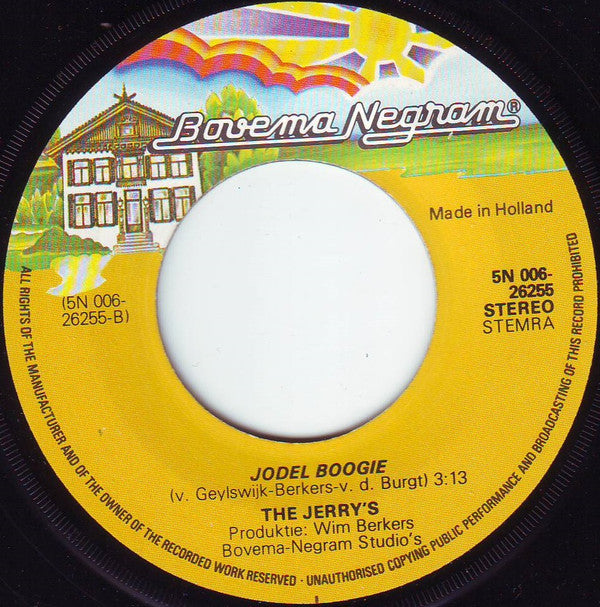 Bovema Negram®
Made in Holland
5N 006-
26255
STEREO
STEMRA
(5N 006-
26255-B)
JODEL BOOGIE
(v. Geylswijk-Berkers-v. d. Burgt) 3:13
THE JERRY'S
Produktie: Wim Berkers
Bovema-Negram Studio's
ALL RIGHTS OF THE MANUFACTURER AND OF THE OWNER OF THE RECORDED WORK RESERVED · UNAUTHORISED COPYING PUBLIC PERFORMANCE AND BROADCASTING OF THIS RECORD PROHIBITED